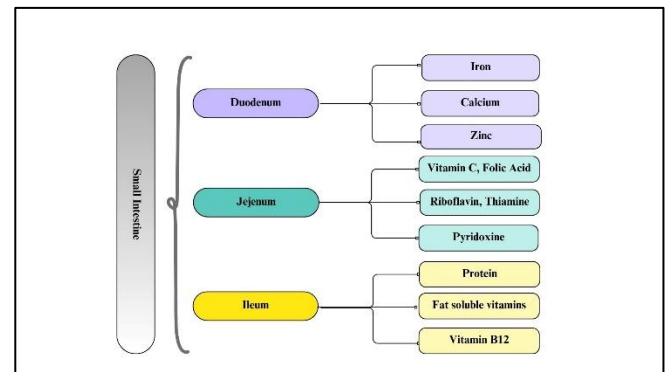 Small Intestine
Duodenum
Iron
Calcium
Zinc
Jejenum
Vitamin C, Folic Acid
Riboflavin, Thiamine
Pyridoxine
Ileum
Protein
Fat soluble vitamins
Vitamin B12